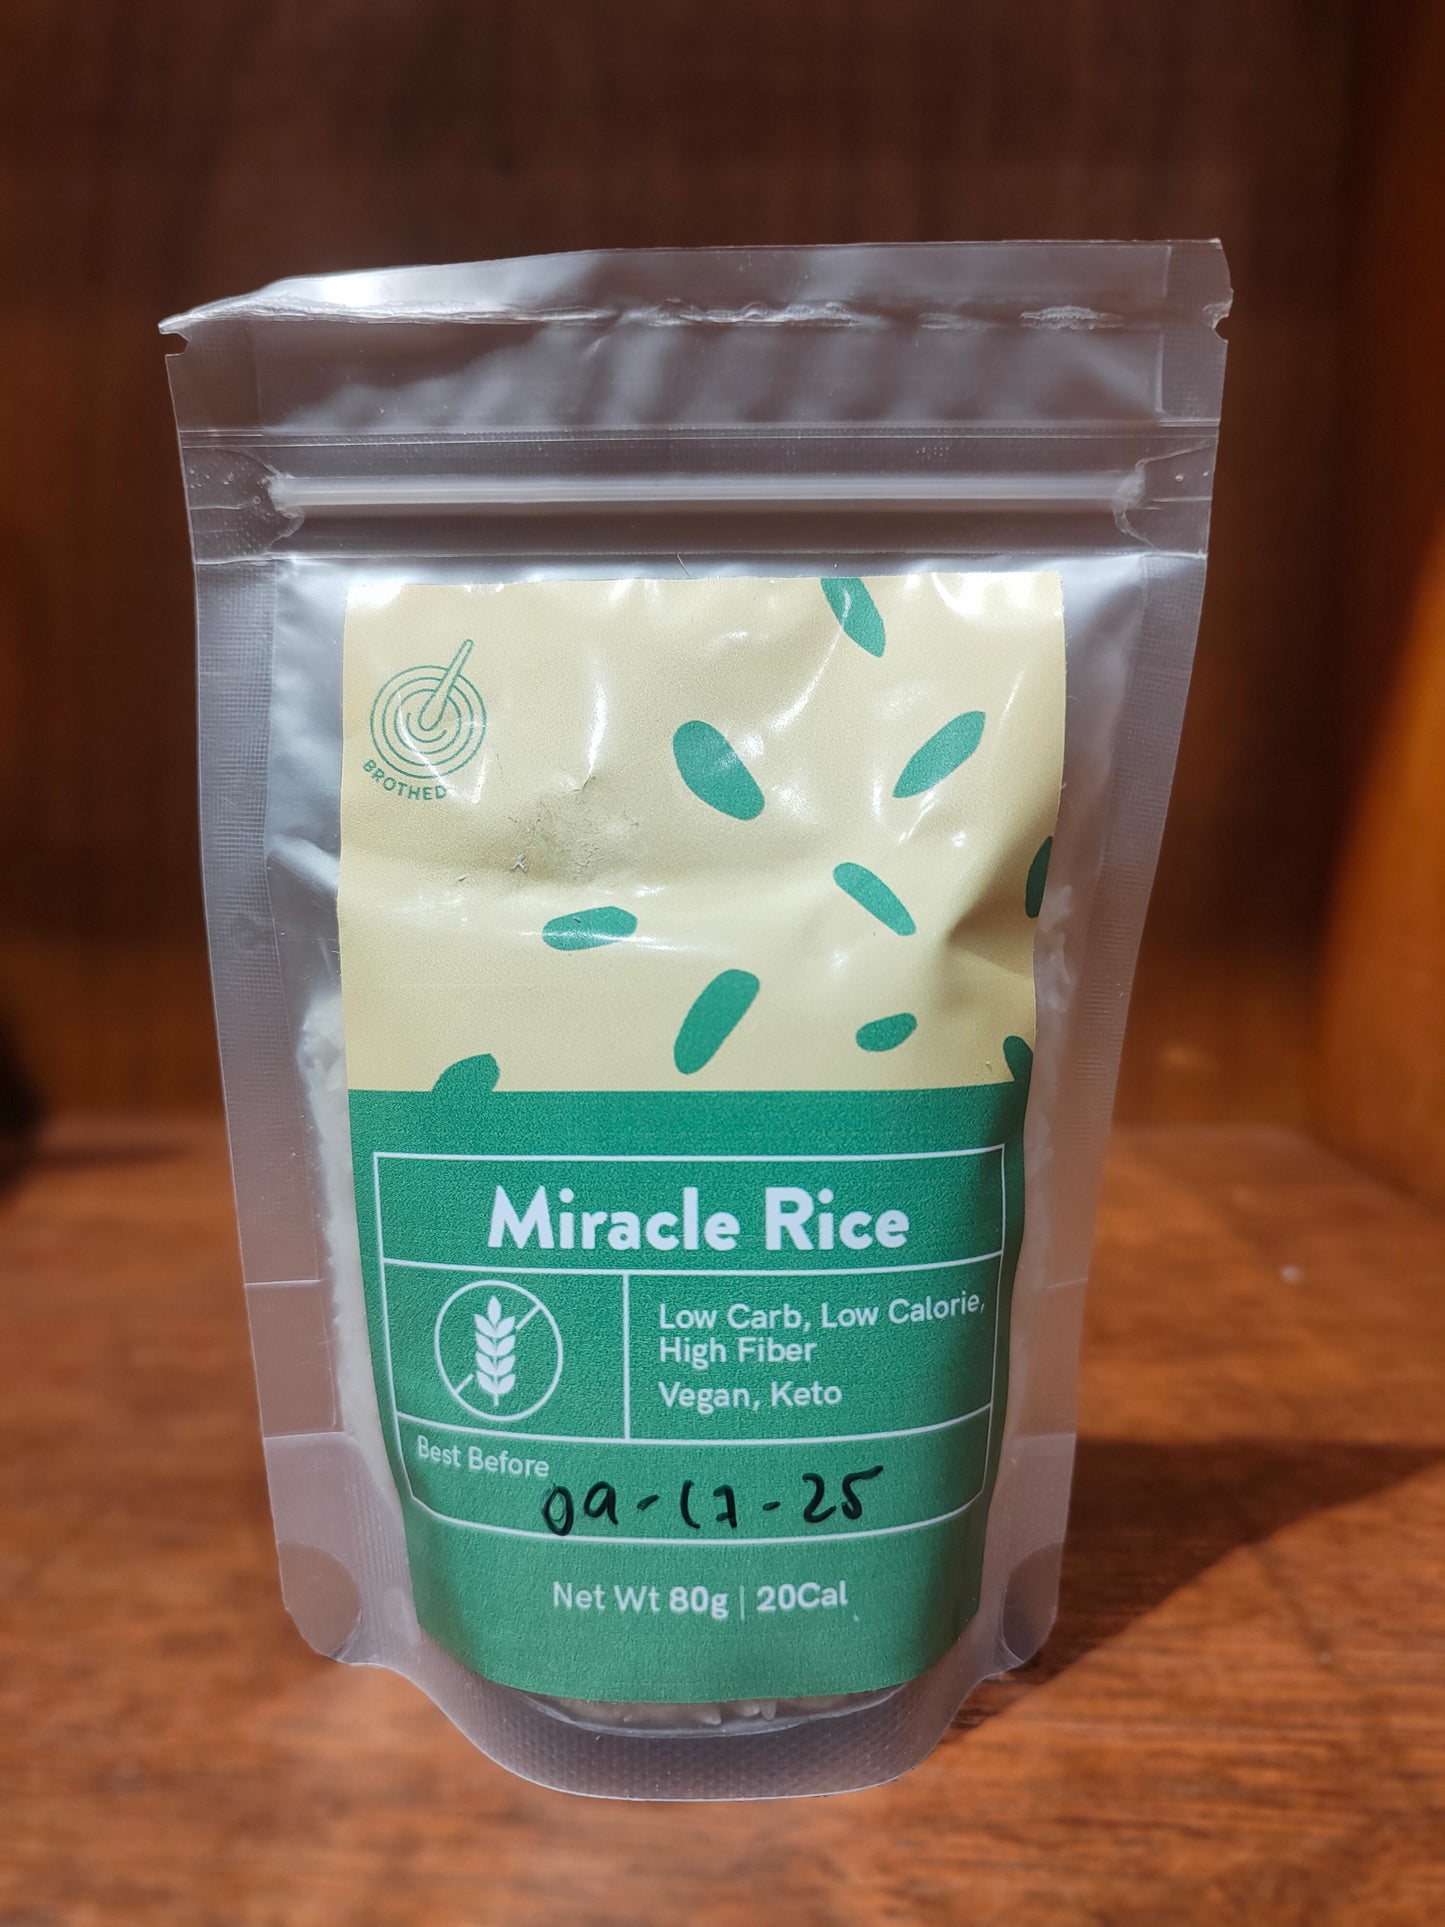 BROTHED
Miracle Rice
Low Carb, Low Calorie,
High Fiber
Vegan, Keto
Best Before
09-17-25
Net Wt 80g | 20Cal